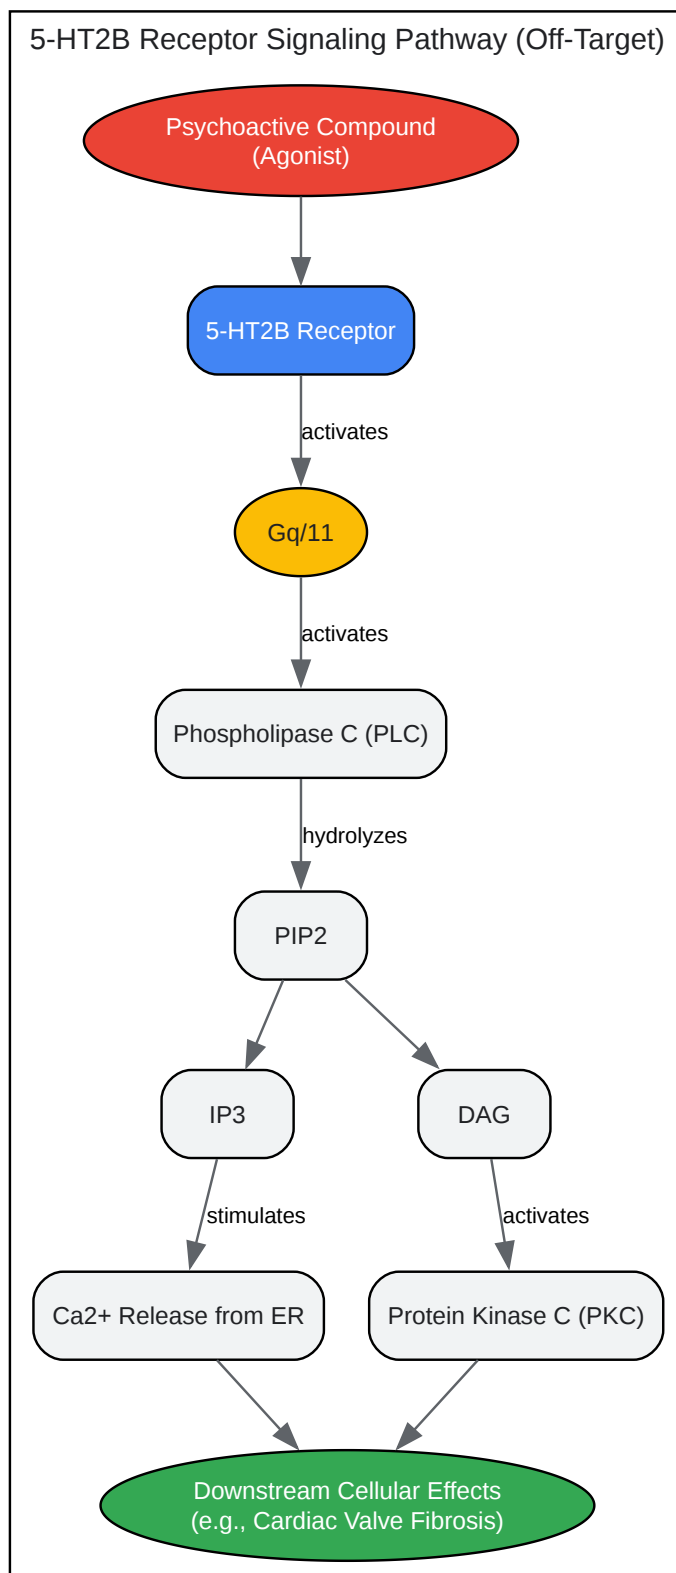 5-HT2B Receptor Signaling Pathway (Off-Target)
Psychoactive Compound
(Agonist)
5-HT2B Receptor
activates
Gq/11
activates
Phospholipase C (PLC)
hydrolyzes
PIP2
IP3
DAG
stimulates
activates
Ca2+ Release from ER
Protein Kinase C (PKC)
Downstream Cellular Effects
(e.g., Cardiac Valve Fibrosis)